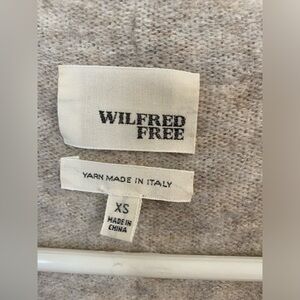 WILFRED
FREE
YARN MADE IN ITALY
XS
MADE IN
CHINA